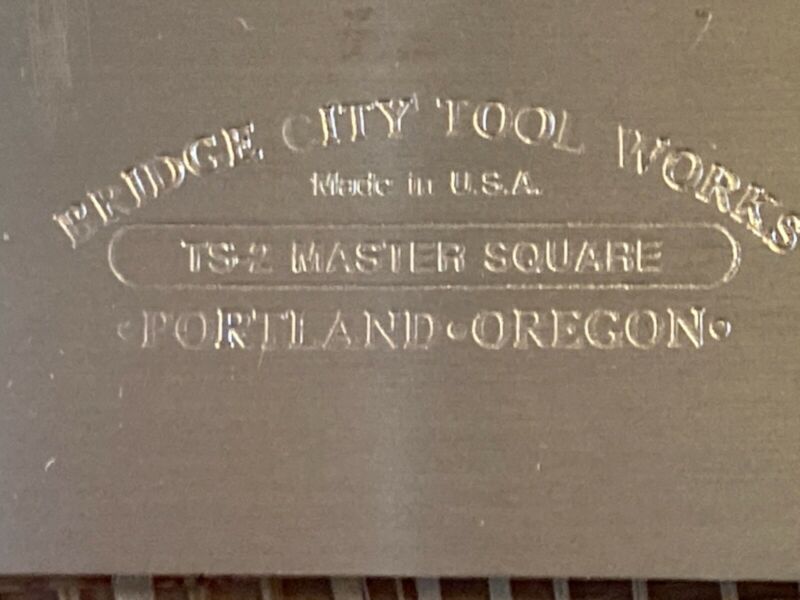 BRIDGE CITY TOOL WORKS
Made in U.S.A.
TS-2 MASTER SQUARE
•PORTLAND•OREGON•